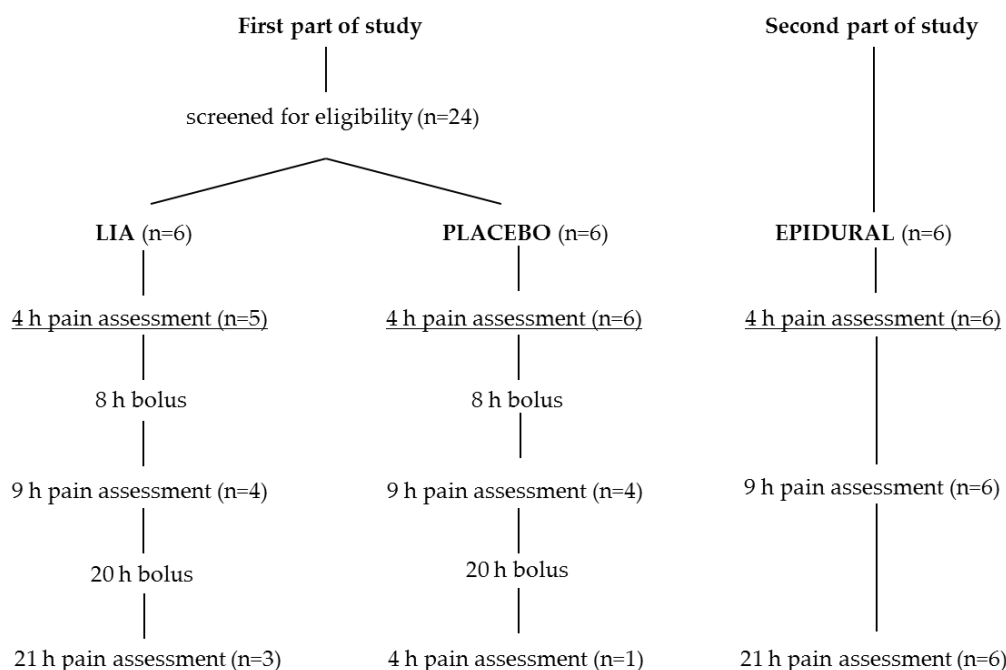 First part of study
Second part of study
screened for eligibility (n=24)
LIA (n=6)
PLACEBO (n=6)
EPIDURAL (n=6)
4 h pain assessment (n=5)
4 h pain assessment (n=6)
4 h pain assessment (n=6)
8 h bolus
8 h bolus
9 h pain assessment (n=4)
9 h pain assessment (n=4)
9 h pain assessment (n=6)
20 h bolus
20 h bolus
21 h pain assessment (n=3)
4 h pain assessment (n=1)
21 h pain assessment (n=6)